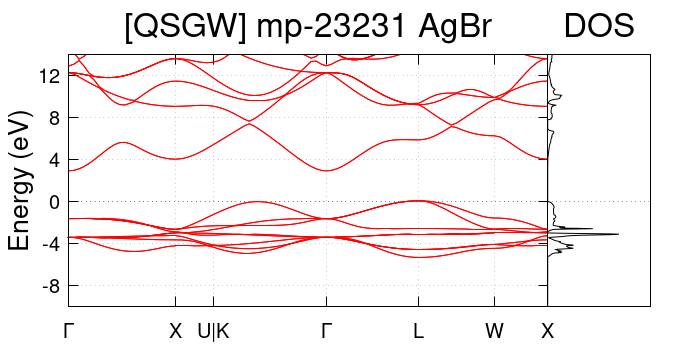 [QSGW] mp-23231 AgBr DOS
Energy (eV)
12
8
4
0
-4
-8
Γ X U|K Γ L W X